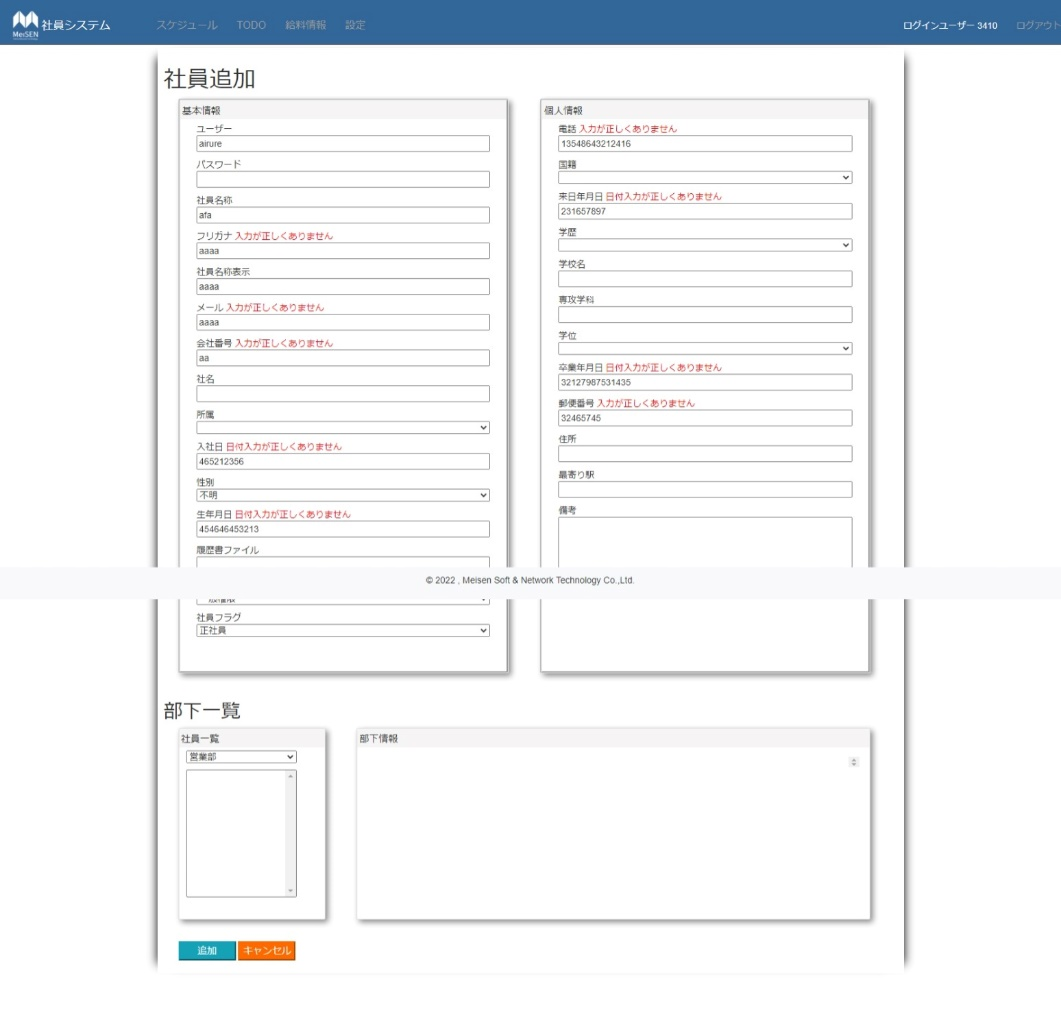 MeiSEN
社員システム
スケジュール TODO 給料情報 設定
ログインユーザー 3410 ログアウト
社員追加
基本情報
ユーザー
airure
パスワード
社員名称
afa
フリガナ 入力が正しくありません
aaaa
社員名称表示
aaaa
メール 入力が正しくありません
aaaa
会社番号 入力が正しくありません
aa
社名
所属
入社日 日付入力が正しくありません
465212356
性別
不明
生年月日 日付入力が正しくありません
454646453213
履歴書ファイル
社員フラグ
正社員
個人情報
電話 入力が正しくありません
13548643212416
国籍
来日年月日 日付入力が正しくありません
231657897
学歴
学校名
専攻学科
学位
卒業年月日 日付入力が正しくありません
32127987531435
郵便番号 入力が正しくありません
32465745
住所
最寄り駅
備考
© 2022 , Meisen Soft & Network Technology Co.,Ltd.
部下一覧
社員一覧
営業部
部下情報
追加 キャンセル